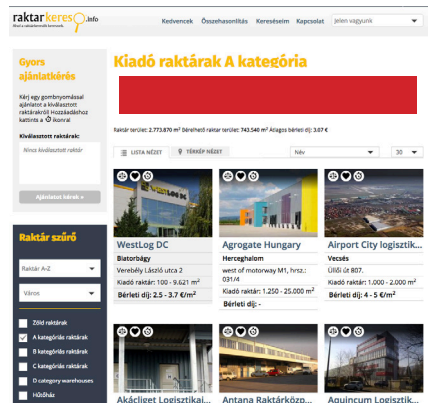 raktarkereso.info
Kedvencek Összehasonlítás Kereséseim Kapcsolat Jelen vagyunk
Gyors
ajánlatkérés
Kérj egy gombnyomással
ajánlatot a kiválasztott
raktárakról! Hozzáadáshoz
kattints a ikonra!
Kiválasztott raktárak:
Nincs kiválasztott raktár
Ajánlatot kérek »
Kiadó raktárak A kategória
Raktár terület: 2.773.870 m² Bérelhető raktár terület: 743.540 m² Átlagos bérleti díj: 3.07 €
LISTA NÉZET TÉRKÉP NÉZET Név 30
Raktár szűrő
Raktár A-Z
Város
Zöld raktárak
A kategóriás raktárak
B kategóriás raktárak
C kategóriás raktárak
D category warehouses
Hűtőház
WestLog DC
Biatorbágy
Verebély László utca 2
Kiadó raktár: 100 - 9.621 m²
Bérleti díj: 2.5 - 3.7 €/m²
Agrogate Hungary
Herceghalom
west of motorway M1, hrsz.:
031/4
Kiadó raktár: 1.250 - 25.000 m²
Bérleti díj: -
Airport City logisztik...
Vecsés
Üllői út 807.
Kiadó raktár: 1.000 - 2.000 m²
Bérleti díj: 4 - 5 €/m²
Akácliget Logisztikai...
Antana Raktárközp...
Aquincum Logisztik...